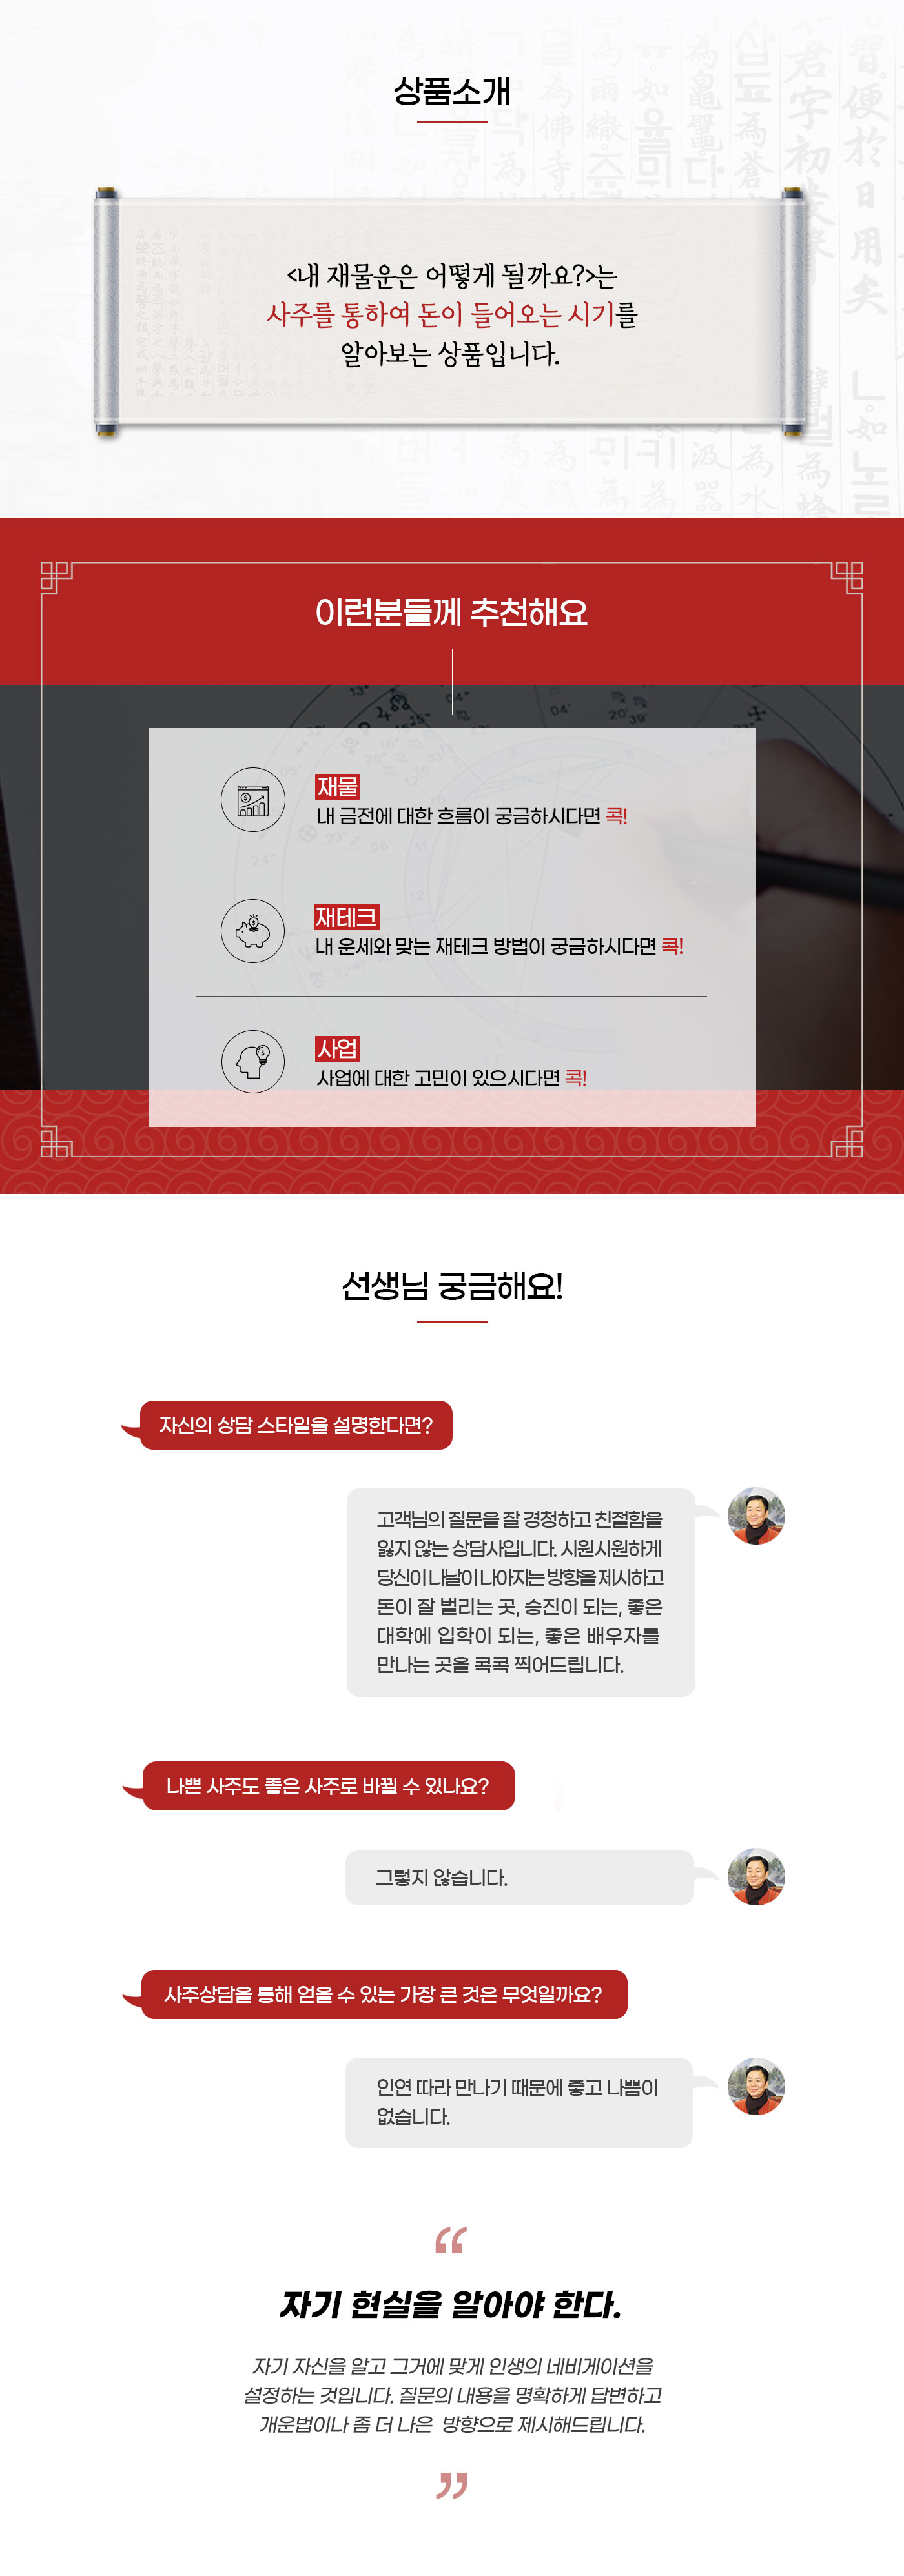 상품소개
<내 재물운은 어떻게 될까요?>는
사주를 통하여 돈이 들어오는 시기를
알아보는 상품입니다.
이런분들께 추천해요
재물
내 금전에 대한 흐름이 궁금하시다면 콕!
재테크
내 운세와 맞는 재테크 방법이 궁금하시다면 콕!
사업
사업에 대한 고민이 있으시다면 콕!
선생님 궁금해요!
자신의 상담 스타일을 설명한다면?
고객님의 질문을 잘 경청하고 친절함을
잃지 않는 상담사입니다. 시원시원하게
당신이 나날이 나아지는 방향을 제시하고
돈이 잘 벌리는 곳, 승진이 되는, 좋은
대학에 입학이 되는, 좋은 배우자를
만나는 곳을 콕콕 찍어드립니다.
나쁜 사주도 좋은 사주로 바뀔 수 있나요?
그렇지 않습니다.
사주상담을 통해 얻을 수 있는 가장 큰 것은 무엇일까요?
인연 따라 만나기 때문에 좋고 나쁨이
없습니다.
“
자기 현실을 알아야 한다.
자기 자신을 알고 그거에 맞게 인생의 네비게이션을
설정하는 것입니다. 질문의 내용을 명확하게 답변하고
개운법이나 좀 더 나은 방향으로 제시해드립니다.
”